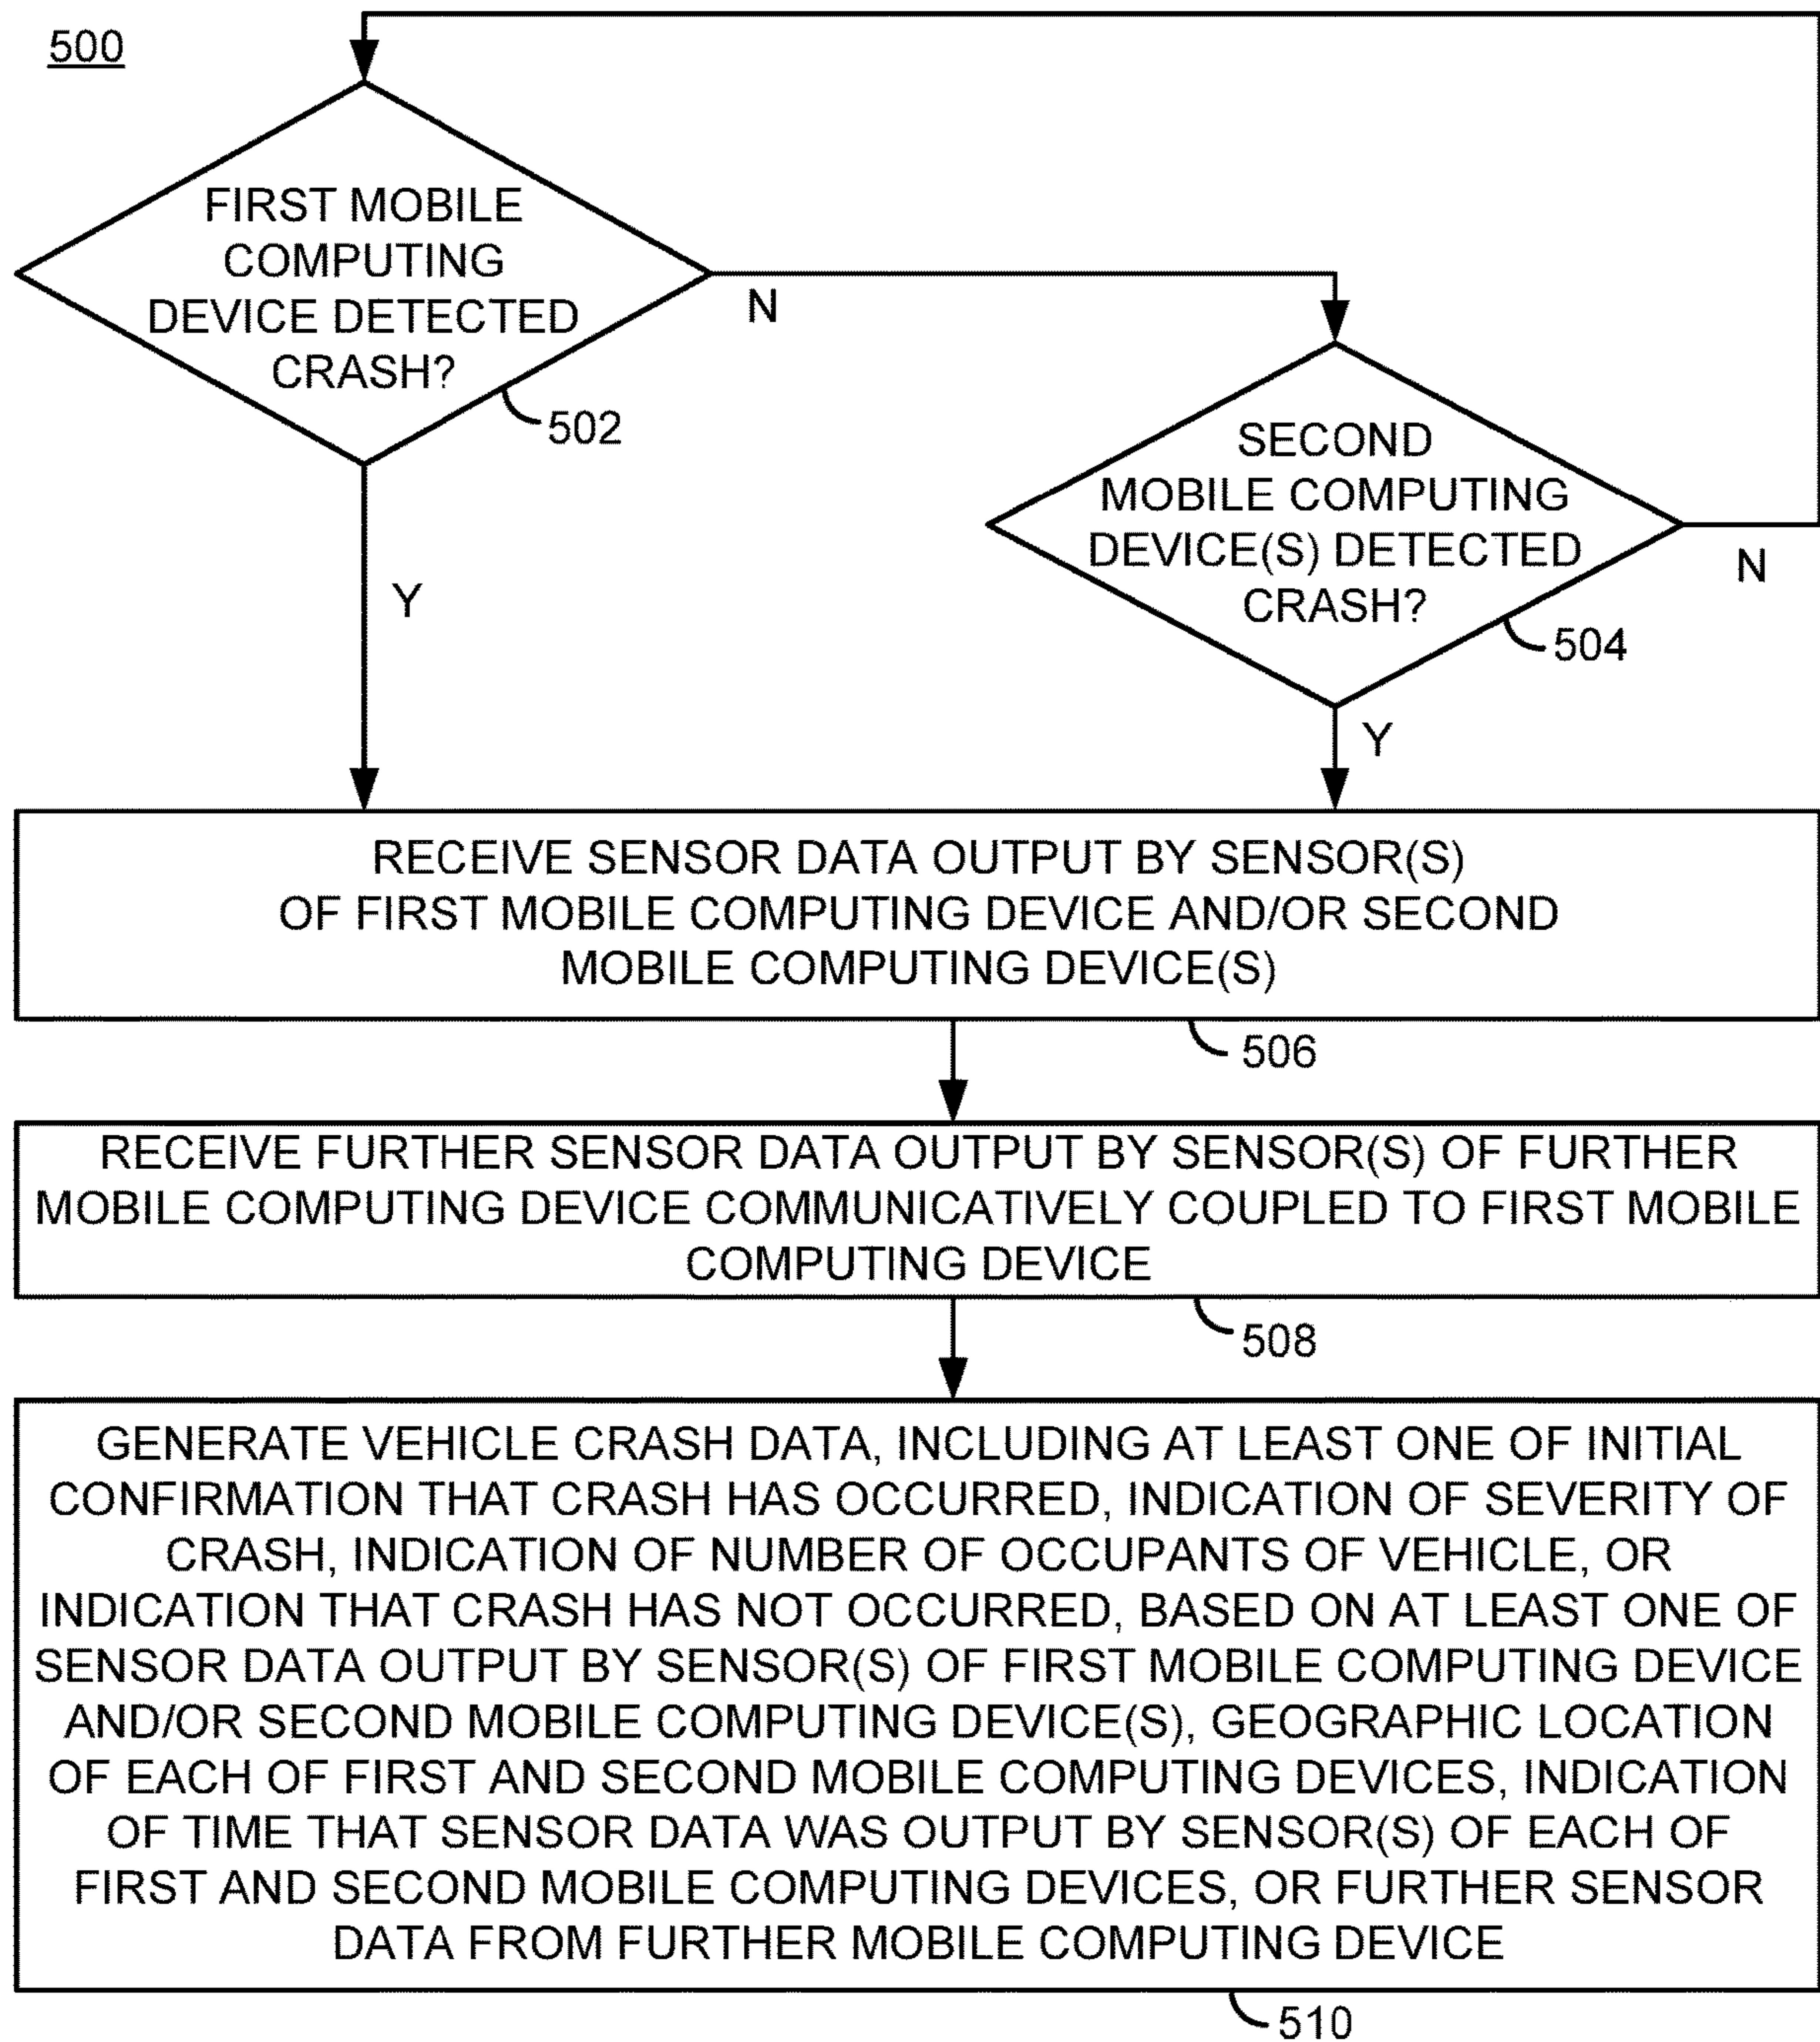 500
FIRST MOBILE
COMPUTING
DEVICE DETECTED
CRASH?
502
N
SECOND
MOBILE COMPUTING
DEVICE(S) DETECTED
CRASH?
504
N
Y
Y
RECEIVE SENSOR DATA OUTPUT BY SENSOR(S)
OF FIRST MOBILE COMPUTING DEVICE AND/OR SECOND
MOBILE COMPUTING DEVICE(S)
506
RECEIVE FURTHER SENSOR DATA OUTPUT BY SENSOR(S) OF FURTHER
MOBILE COMPUTING DEVICE COMMUNICATIVELY COUPLED TO FIRST MOBILE
COMPUTING DEVICE
508
GENERATE VEHICLE CRASH DATA, INCLUDING AT LEAST ONE OF INITIAL
CONFIRMATION THAT CRASH HAS OCCURRED, INDICATION OF SEVERITY OF
CRASH, INDICATION OF NUMBER OF OCCUPANTS OF VEHICLE, OR
INDICATION THAT CRASH HAS NOT OCCURRED, BASED ON AT LEAST ONE OF
SENSOR DATA OUTPUT BY SENSOR(S) OF FIRST MOBILE COMPUTING DEVICE
AND/OR SECOND MOBILE COMPUTING DEVICE(S), GEOGRAPHIC LOCATION
OF EACH OF FIRST AND SECOND MOBILE COMPUTING DEVICES, INDICATION
OF TIME THAT SENSOR DATA WAS OUTPUT BY SENSOR(S) OF EACH OF
FIRST AND SECOND MOBILE COMPUTING DEVICES, OR FURTHER SENSOR
DATA FROM FURTHER MOBILE COMPUTING DEVICE
510